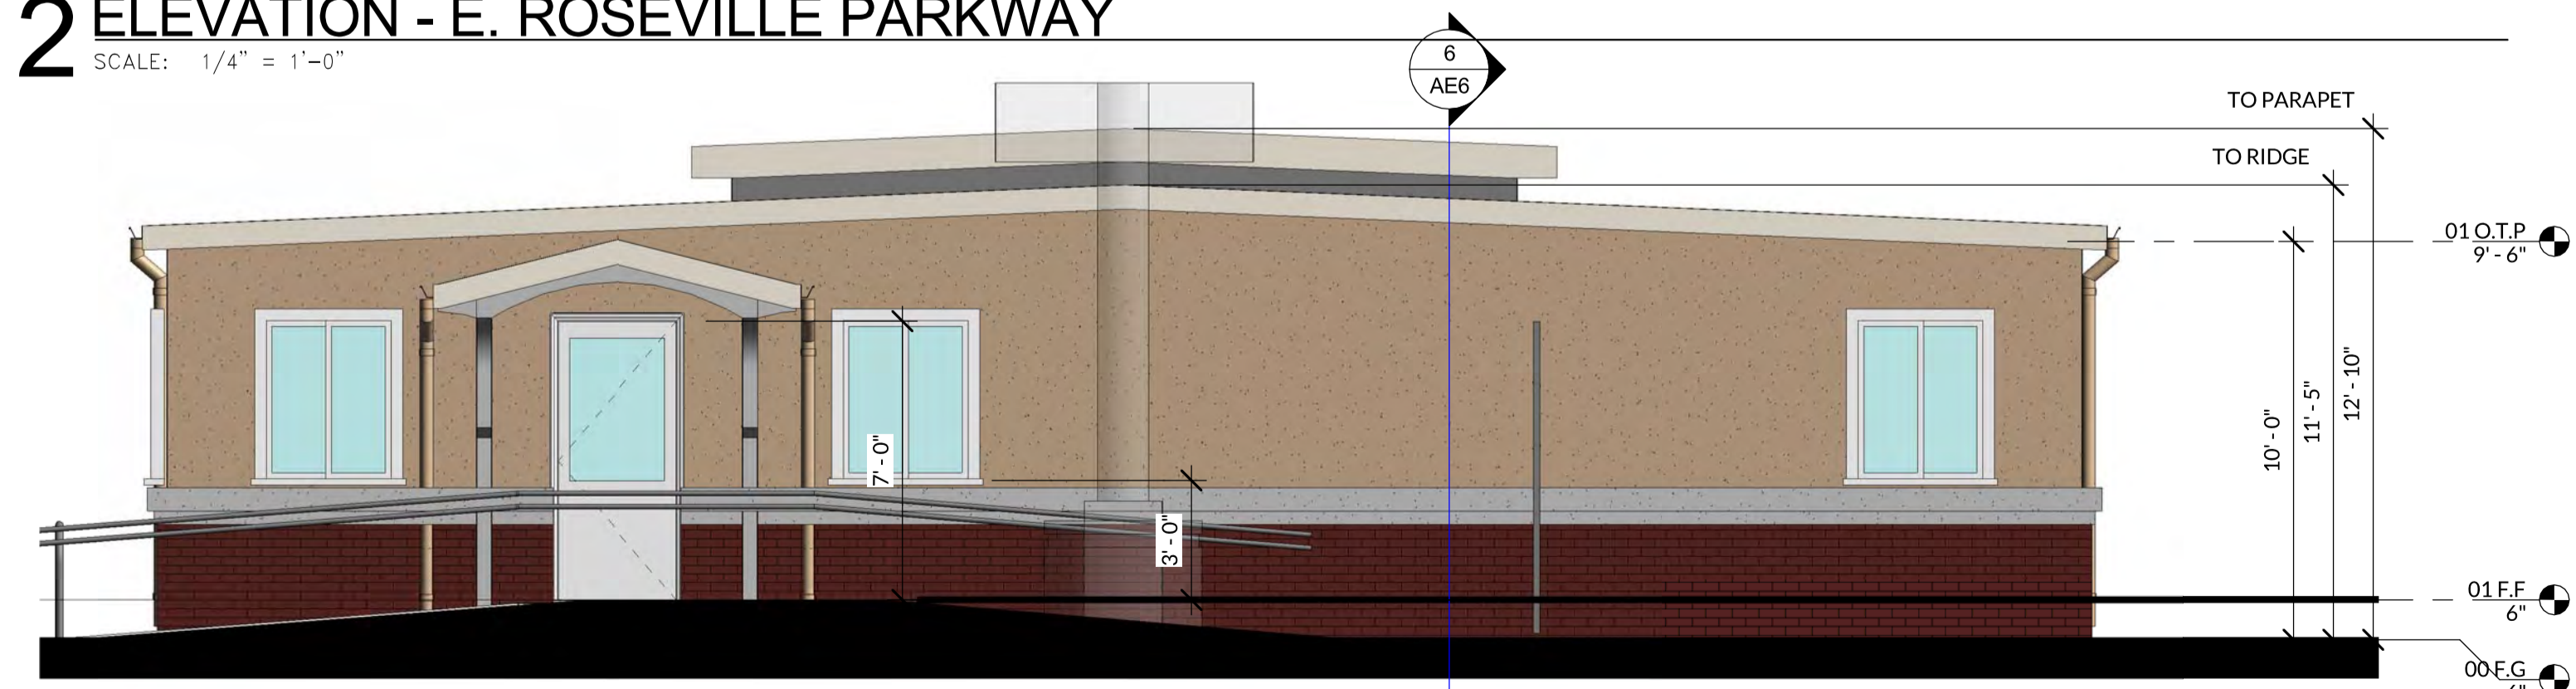 2 ELEVATION - E. ROSEVILLE PARKWAY
SCALE: 1/4" = 1'-0"
6
AE6
TO PARAPET
TO RIDGE
01 O.T.P
9' - 6"
7' - 0"
3' - 0"
10' - 0"
11' - 5"
12' - 10"
01 F.F
6"
00 F.G